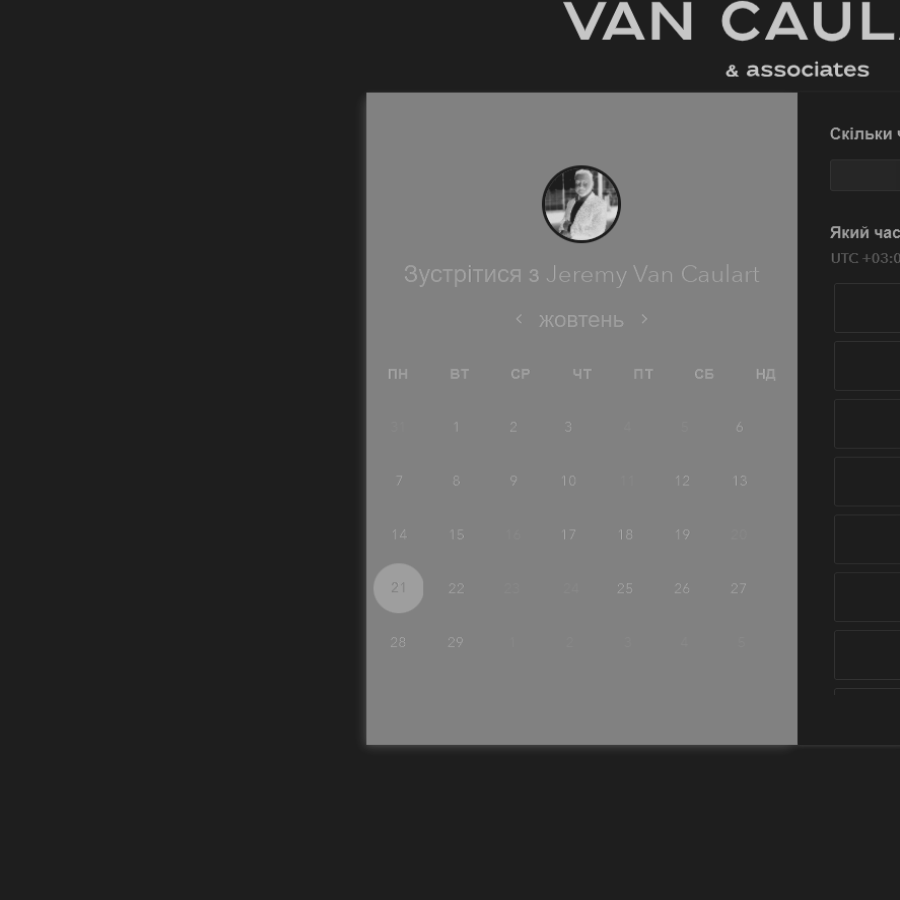 VAN CAUL
& associates
Скільки
Який час
UTC +03:0
Зустрітися з Jeremy Van Caulart
жовтень
ПН ВТ СР ЧТ ПТ СБ НД
31 1 2 3 4 5 6
7 8 9 10 11 12 13
14 15 16 17 18 19 20
21 22 23 24 25 26 27
28 29 1 2 3 4 5